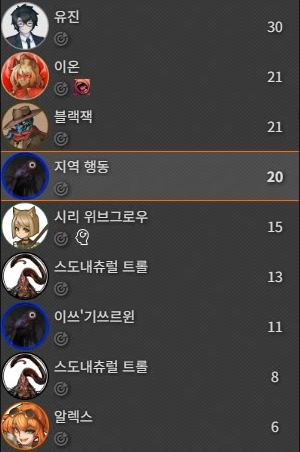 유진 30
이온 21
블랙잭 21
지역 행동 20
시리 위브그로우 15
스도내츄럴 트롤 13
이쓰'기쓰르윈 11
스도내츄럴 트롤 8
알렉스 6